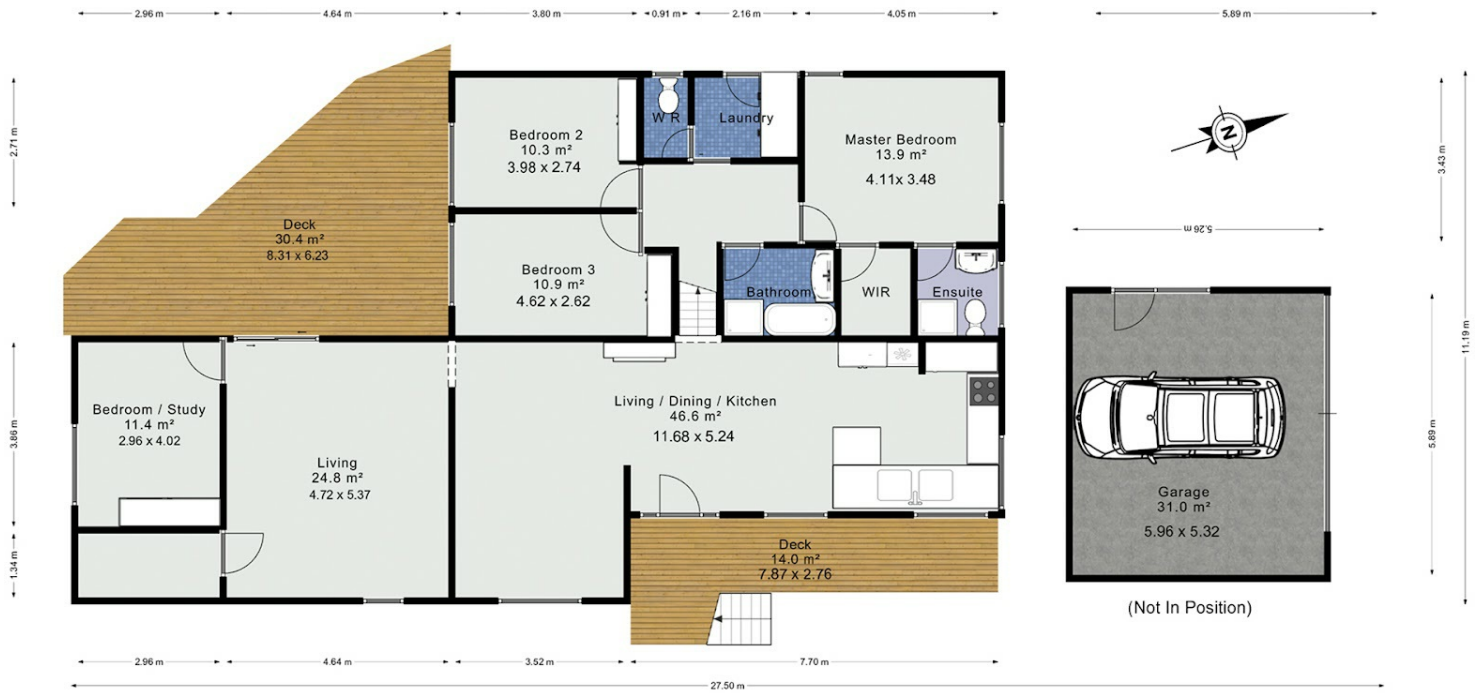 2.96 m
4.64 m
3.80 m
0.91 m
2.16 m
4.05 m
5.89 m
2.71 m
3.43 m
Bedroom 2
10.3 m²
3.98 x 2.74
W R
Laundry
Master Bedroom
13.9 m²
4.11x 3.48
N
Deck
30.4 m²
8.31 x 6.23
5.26 m
Bedroom 3
10.9 m²
4.62 x 2.62
Bathroom
WIR
Ensuite
11.19 m
3.86 m
Bedroom / Study
11.4 m²
2.96 x 4.02
Living
24.8 m²
4.72 x 5.37
Living / Dining / Kitchen
46.6 m²
11.68 x 5.24
5.89 m
Garage
31.0 m²
5.96 x 5.32
1.34 m
Deck
14.0 m²
7.87 x 2.76
(Not In Position)
2.96 m
4.64 m
3.52 m
7.70 m
27.50 m